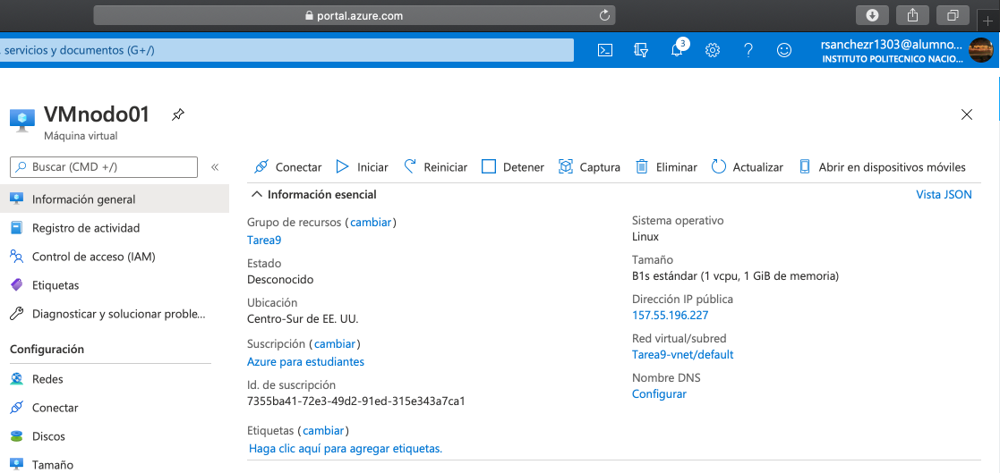 portal.azure.com
servicios y documentos (G+/)
3
rsanchezr1303@alumno...
INSTITUTO POLITECNICO NACIO...
VMnodo01
Máquina virtual
Buscar (CMD +/)
«
Información general
Registro de actividad
Control de acceso (IAM)
Etiquetas
Diagnosticar y solucionar proble...
Configuración
Redes
Conectar
Discos
Tamaño
Conectar
Iniciar
Reiniciar
Detener
Captura
Eliminar
Actualizar
Abrir en dispositivos móviles
Información esencial
Vista JSON
Grupo de recursos (cambiar)
Tarea9
Estado
Desconocido
Ubicación
Centro-Sur de EE. UU.
Suscripción (cambiar)
Azure para estudiantes
Id. de suscripción
7355ba41-72e3-49d2-91ed-315e343a7ca1
Etiquetas (cambiar)
Haga clic aquí para agregar etiquetas.
Sistema operativo
Linux
Tamaño
B1s estándar (1 vcpu, 1 GiB de memoria)
Dirección IP pública
157.55.196.227
Red virtual/subred
Tarea9-vnet/default
Nombre DNS
Configurar